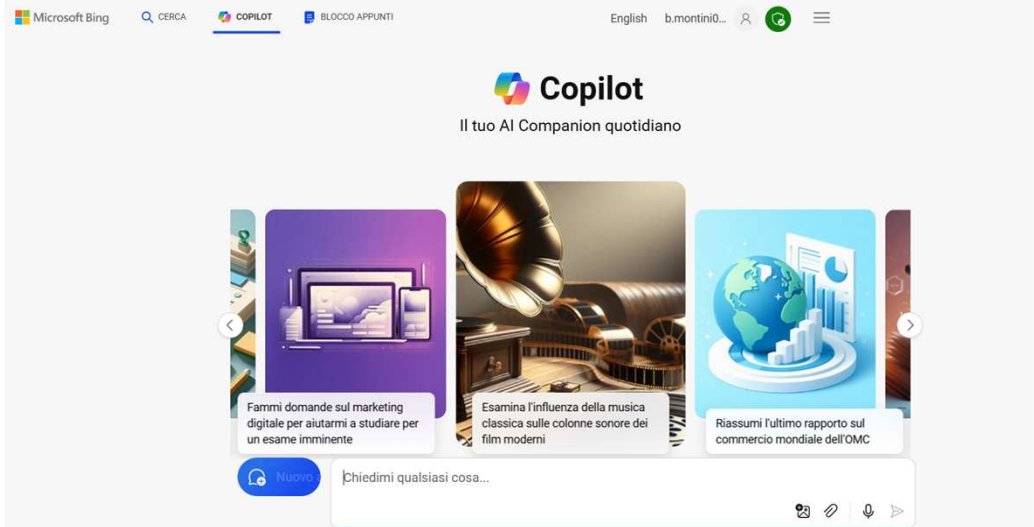 Microsoft Bing
CERCA
COPILOT
BLOCCO APPUNTI
English
b.montini0...
Copilot
Il tuo AI Companion quotidiano
Fammi domande sul marketing
digitale per aiutarmi a studiare per
un esame imminente
Esamina l'influenza della musica
classica sulle colonne sonore dei
film moderni
Riassumi l'ultimo rapporto sul
commercio mondiale dell'OMC
Nuovo
Chiedimi qualsiasi cosa...